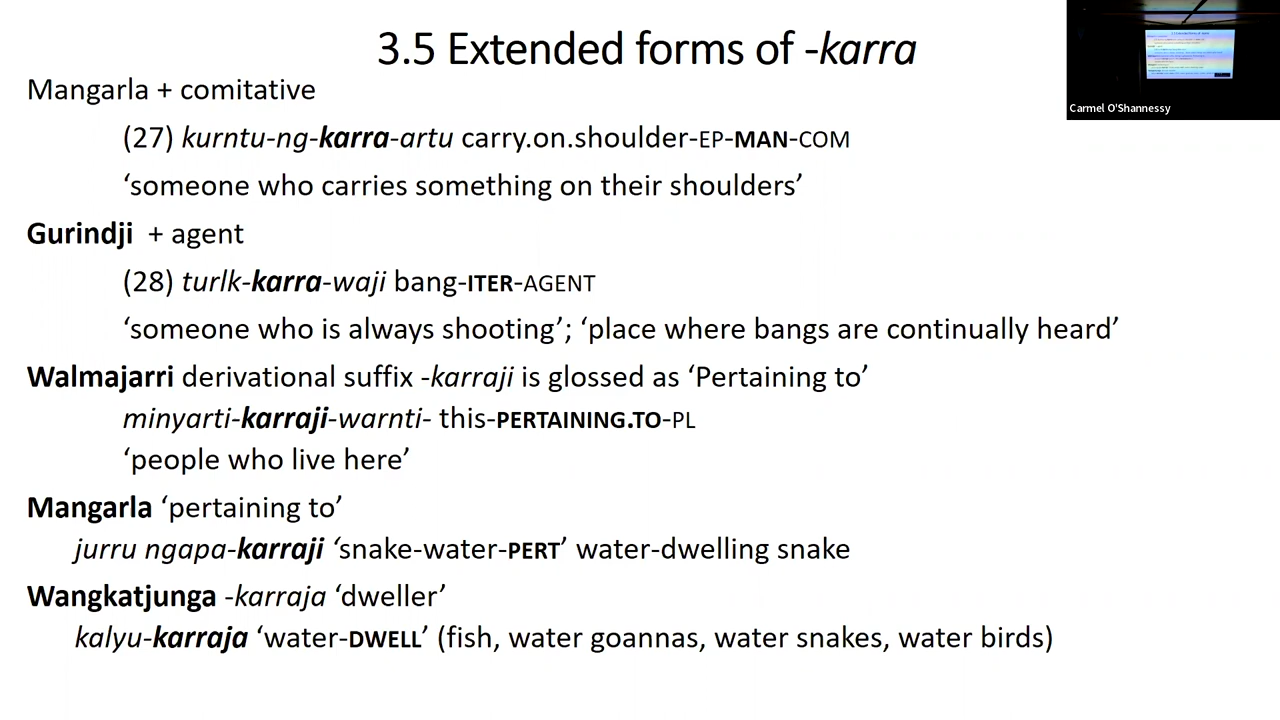 3.5 Extended forms of -karra
Carmel O'Shannessy
Mangarla + comitative
(27) kurntu-ng-karra-artu carry.on.shoulder-EP-MAN-COM
‘someone who carries something on their shoulders’
Gurindji + agent
(28) turlk-karra-waji bang-ITER-AGENT
‘someone who is always shooting’; ‘place where bangs are continually heard’
Walmajarri derivational suffix -karraji is glossed as ‘Pertaining to’
minyarti-karraji-warnti- this-PERTAINING.TO-PL
‘people who live here’
Mangarla ‘pertaining to’
jurru ngapa-karraji ‘snake-water-PERT’ water-dwelling snake
Wangkatjunga -karraja ‘dweller’
kalyu-karraja ‘water-DWELL’ (fish, water goannas, water snakes, water birds)